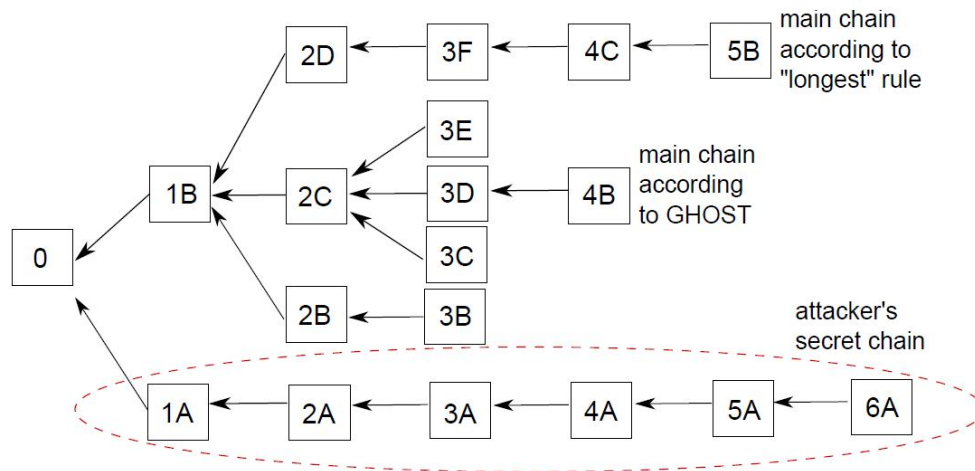 main chain
according to
"longest" rule
2D
3F
4C
5B
3E
main chain
according
to GHOST
1B
2C
3D
4B
0
3C
2B
3B
attacker's
secret chain
1A
2A
3A
4A
5A
6A